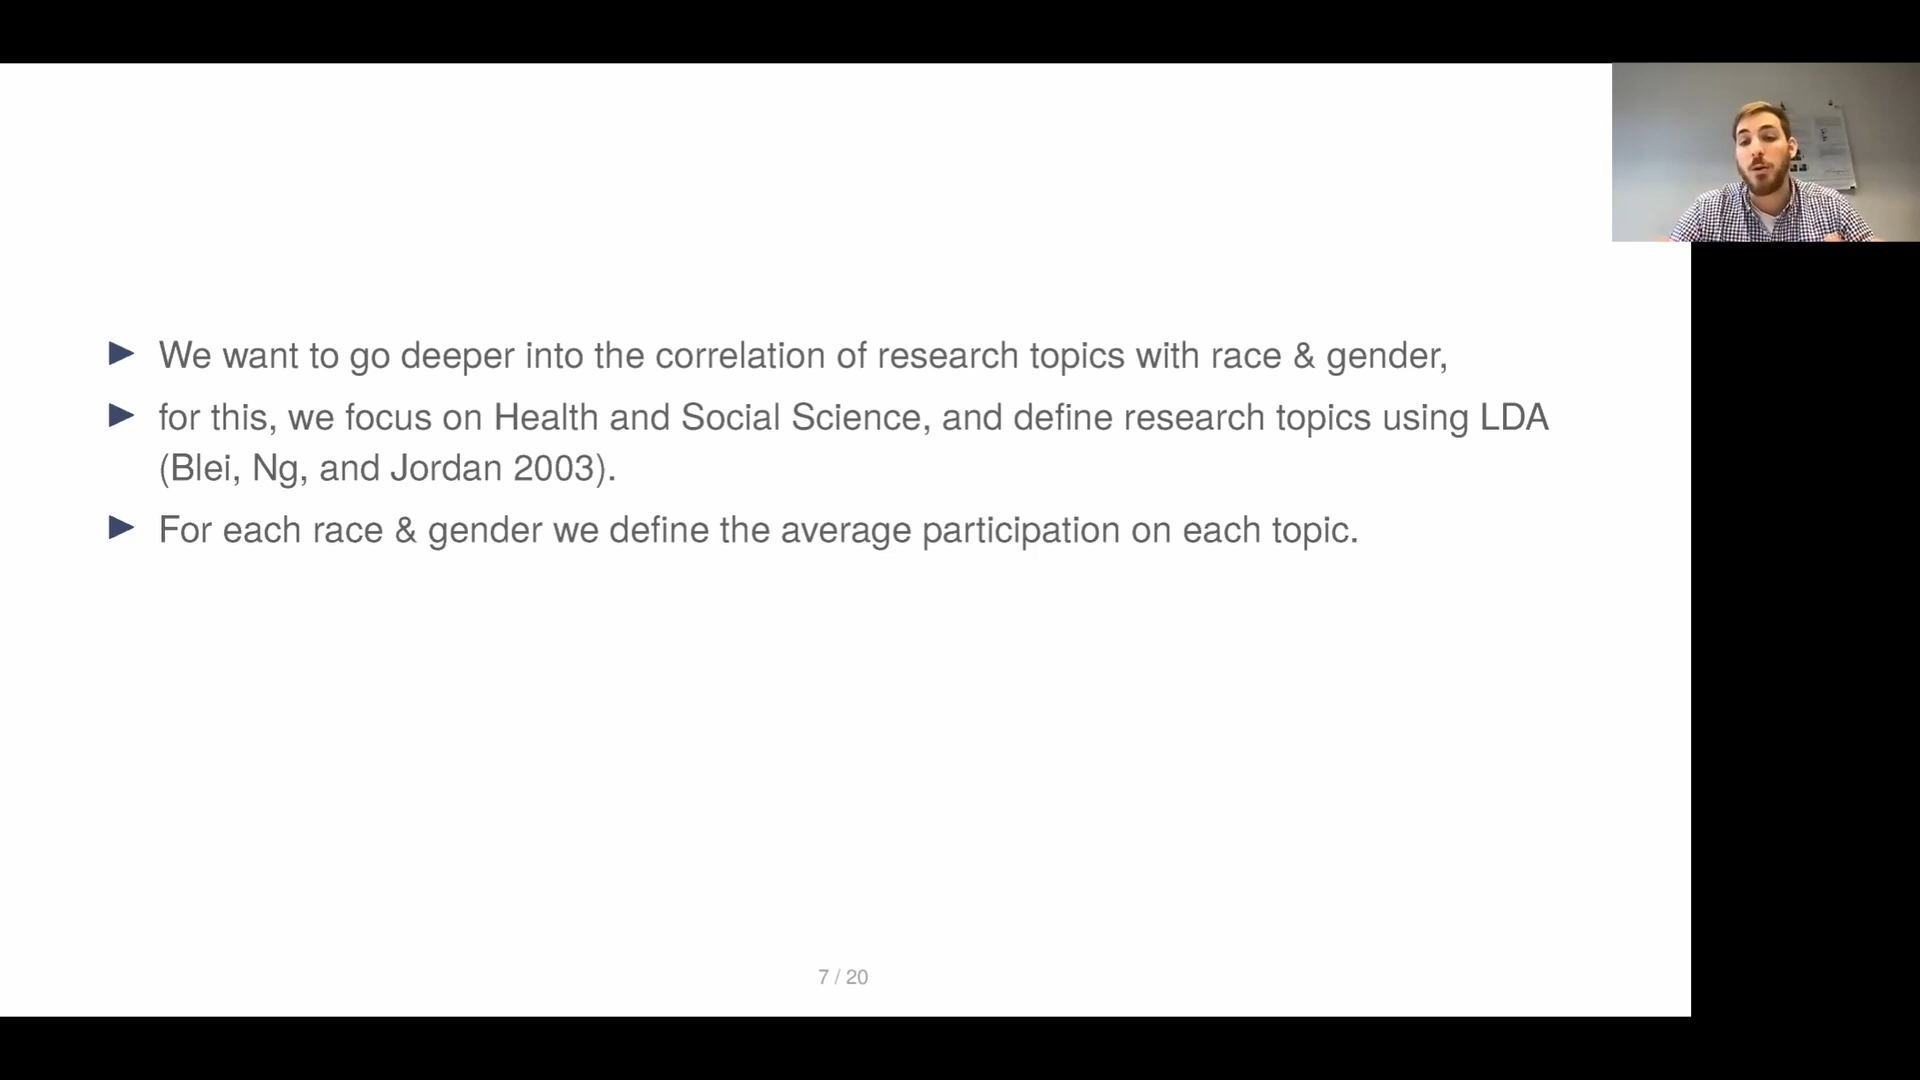 We want to go deeper into the correlation of research topics with race & gender,
for this, we focus on Health and Social Science, and define research topics using LDA
(Blei, Ng, and Jordan 2003).
For each race & gender we define the average participation on each topic.
7 / 20